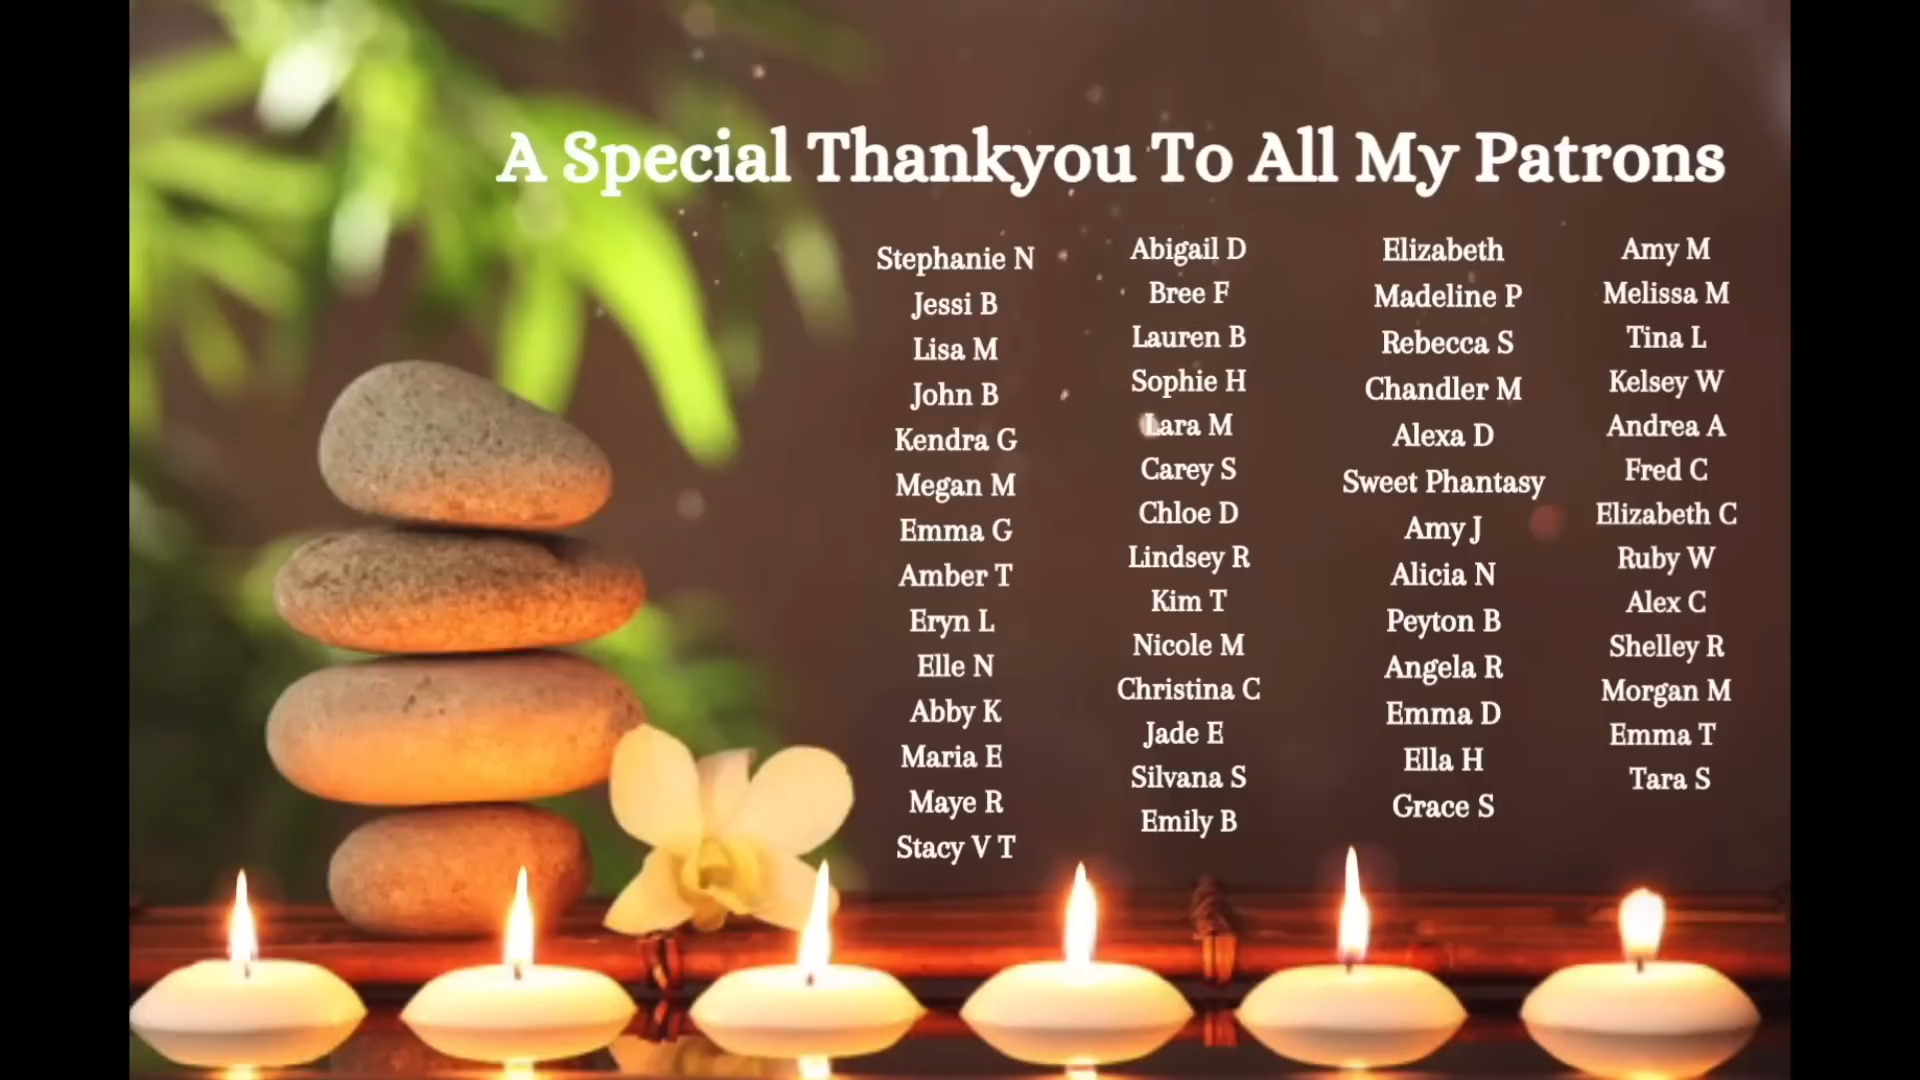 A Special Thankyou To All My Patrons
Stephanie N
Jessi B
Lisa M
John B
Kendra G
Megan M
Emma G
Amber T
Eryn L
Elle N
Abby K
Maria E
Maye R
Stacy V T
Abigail D
Bree F
Lauren B
Sophie H
Lara M
Carey S
Chloe D
Lindsey R
Kim T
Nicole M
Christina C
Jade E
Silvana S
Emily B
Elizabeth
Madeline P
Rebecca S
Chandler M
Alexa D
Sweet Phantasy
Amy J
Alicia N
Peyton B
Angela R
Emma D
Ella H
Grace S
Amy M
Melissa M
Tina L
Kelsey W
Andrea A
Fred C
Elizabeth C
Ruby W
Alex C
Shelley R
Morgan M
Emma T
Tara S